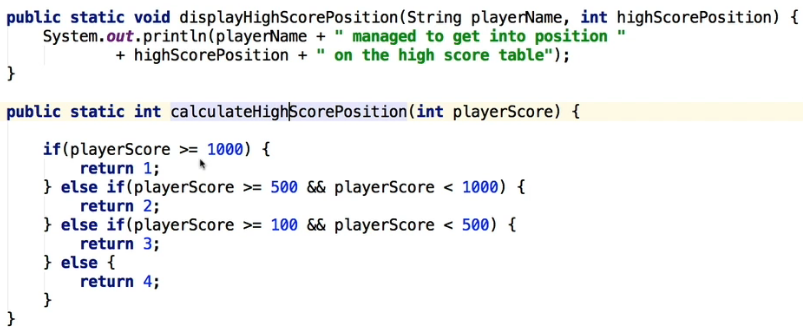 public static void displayHighScorePosition(String playerName, int highScorePosition) {
    System.out.println(playerName + " managed to get into position "
            + highScorePosition + " on the high score table");
}

public static int calculateHighScorePosition(int playerScore) {

    if(playerScore >= 1000) {
        return 1;
    } else if(playerScore >= 500 && playerScore < 1000) {
        return 2;
    } else if(playerScore >= 100 && playerScore < 500) {
        return 3;
    } else {
        return 4;
    }
}